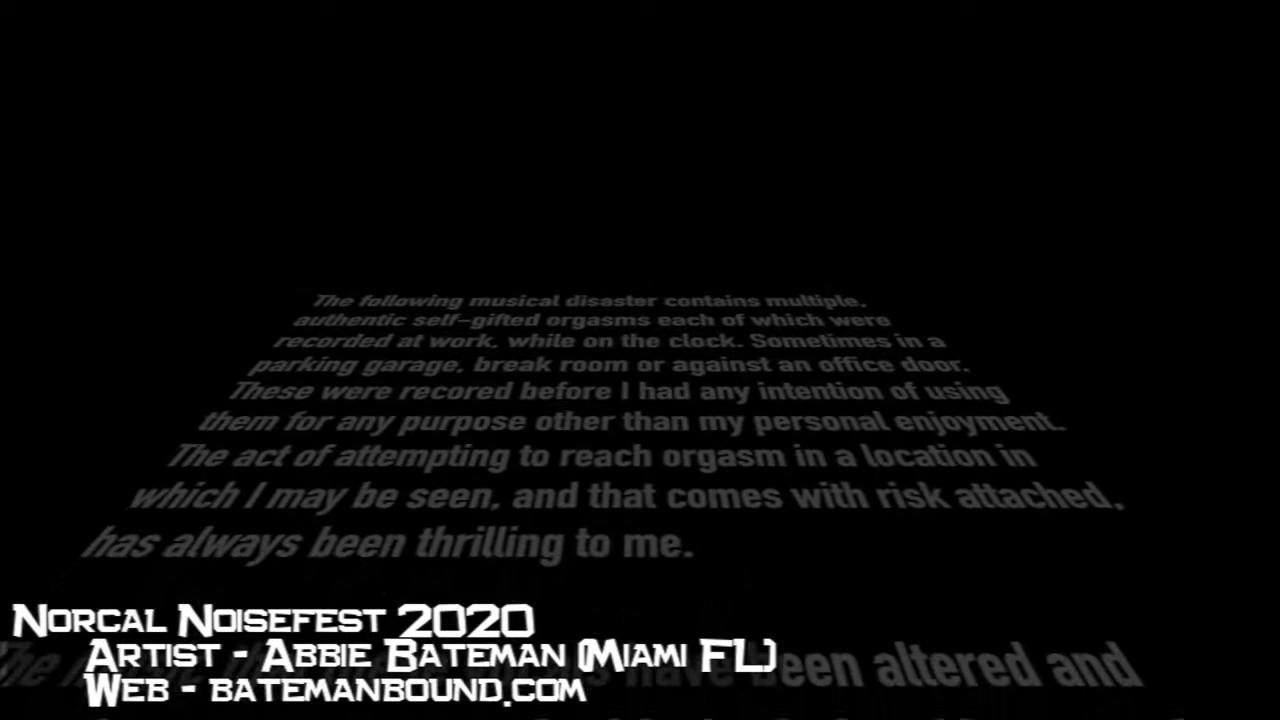 The following musical disaster contains multiple,
authentic self-gifted orgasms each of which were
recorded at work, while on the clock. Sometimes in a
parking garage, break room or against an office door.
These were recored before I had any intention of using
them for any purpose other than my personal enjoyment.
The act of attempting to reach orgasm in a location in
which I may be seen, and that comes with risk attached,
has always been thrilling to me.
Norcal Noisefest 2020
Artist - Abbie Bateman (Miami FL)
have been altered and
Web - batemanbound.com